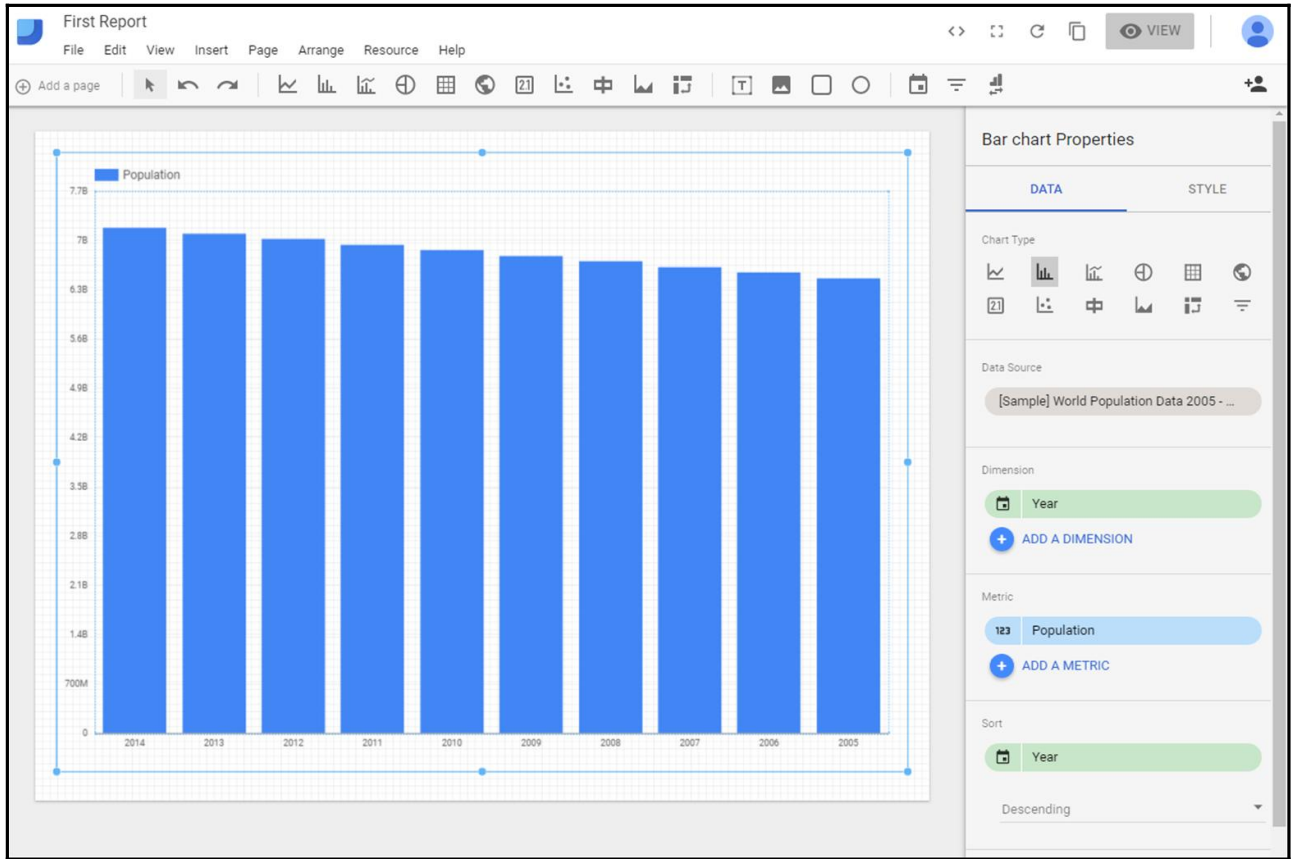 First Report
File Edit View Insert Page Arrange Resource Help
VIEW
Add a page
21
T
Population
7.7B
7B
6.3B
5.6B
4.9B
4.2B
3.5B
2.8B
2.1B
1.4B
700M
0
2014 2013 2012 2011 2010 2009 2008 2007 2006 2005
Bar chart Properties
DATA STYLE
Chart Type
21
Data Source
[Sample] World Population Data 2005 - ...
Dimension
Year
ADD A DIMENSION
Metric
123 Population
ADD A METRIC
Sort
Year
Descending